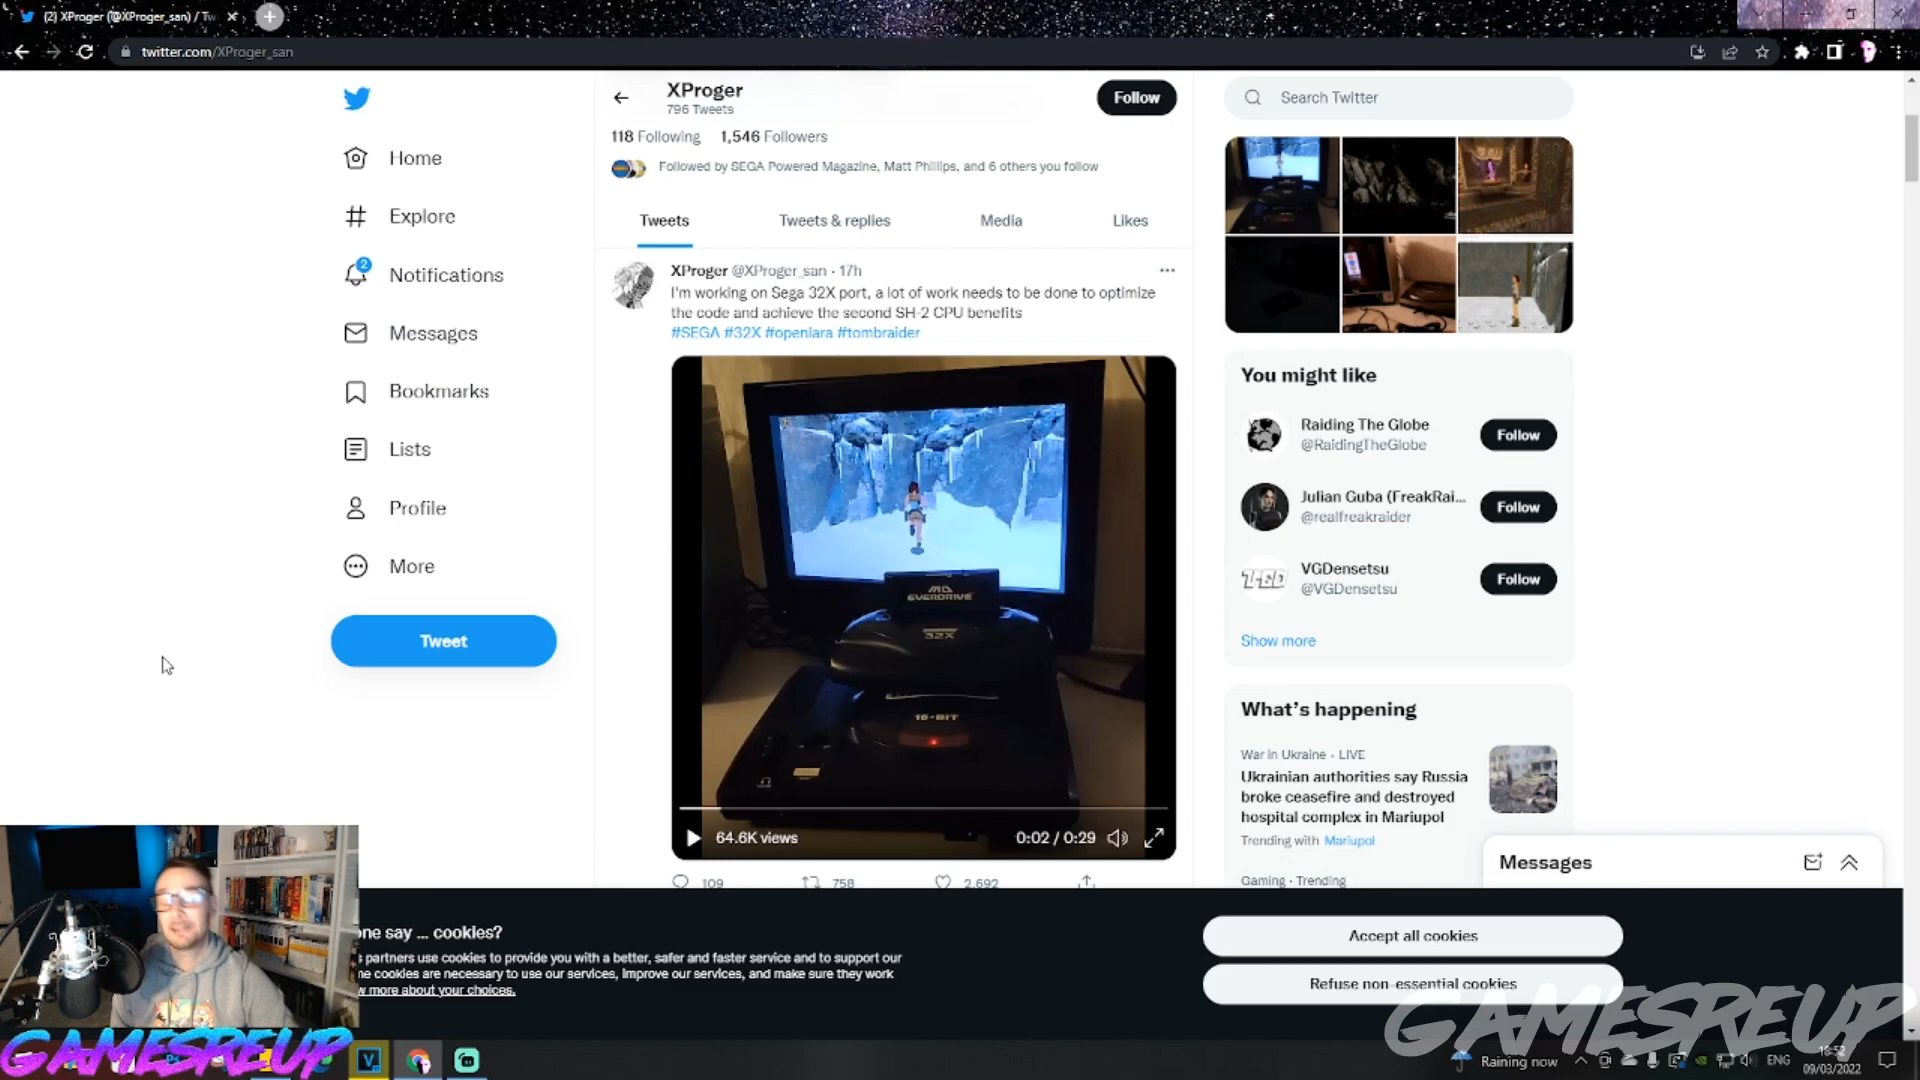 (2) XProger (@XProger_san) / Tw
twitter.com/XProger_san
XProger
796 Tweets
Follow
Search Twitter
118 Following 1,546 Followers
Followed by SEGA Powered Magazine, Matt Phillips, and 6 others you follow
Home
Explore
2
Notifications
Messages
Bookmarks
Lists
Profile
More
Tweet
Tweets
Tweets & replies
Media
Likes
XProger @XProger_san · 17h
I'm working on Sega 32X port, a lot of work needs to be done to optimize
the code and achieve the second SH-2 CPU benefits
#SEGA #32X #openlara #tombraider
MD
EVERDRIVE
32X
16-BIT
64.6K views
0:02 / 0:29
109
758
2,692
You might like
Raiding The Globe
@RaidingTheGlobe
Follow
Julian Guba (FreakRai...
@realfreakraider
Follow
VGDensetsu
@VGDensetsu
Follow
Show more
What's happening
War in Ukraine · LIVE
Ukrainian authorities say Russia
broke ceasefire and destroyed
hospital complex in Mariupol
Trending with Mariupol
Gaming · Trending
Messages
one say ... cookies?
partners use cookies to provide you with a better, safer and faster service and to support our
cookies are necessary to use our services, improve our services, and make sure they work
more about your choices.
Accept all cookies
Refuse non-essential cookies
GAMESREUP
GAMESREUP
Raining now
ENG
18:52
09/03/2022